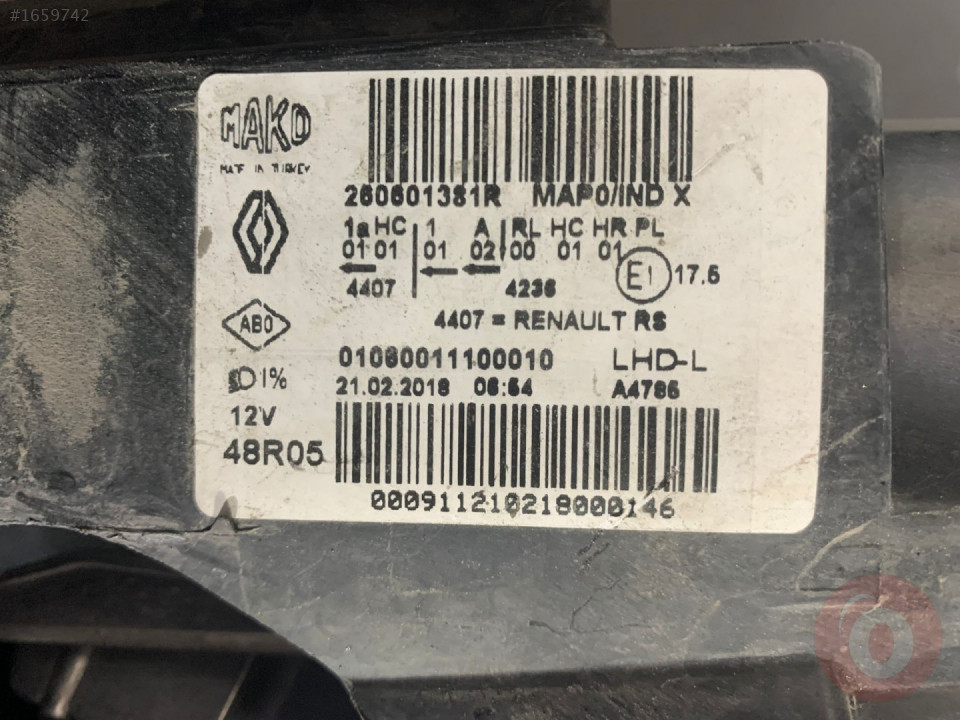 #1659742
MAKO
MADE IN TURKEY
260601381R MAP0/IND X
1a HC 1 A RL HC HR PL
01 01 01 02 00 01 01
4407 4236 E1 17.5
ABO 4407 = RENAULT RS
01080011100010 LHD-L
1% 21.02.2018 06:54 A4786
12V
48R05
000911210218000146